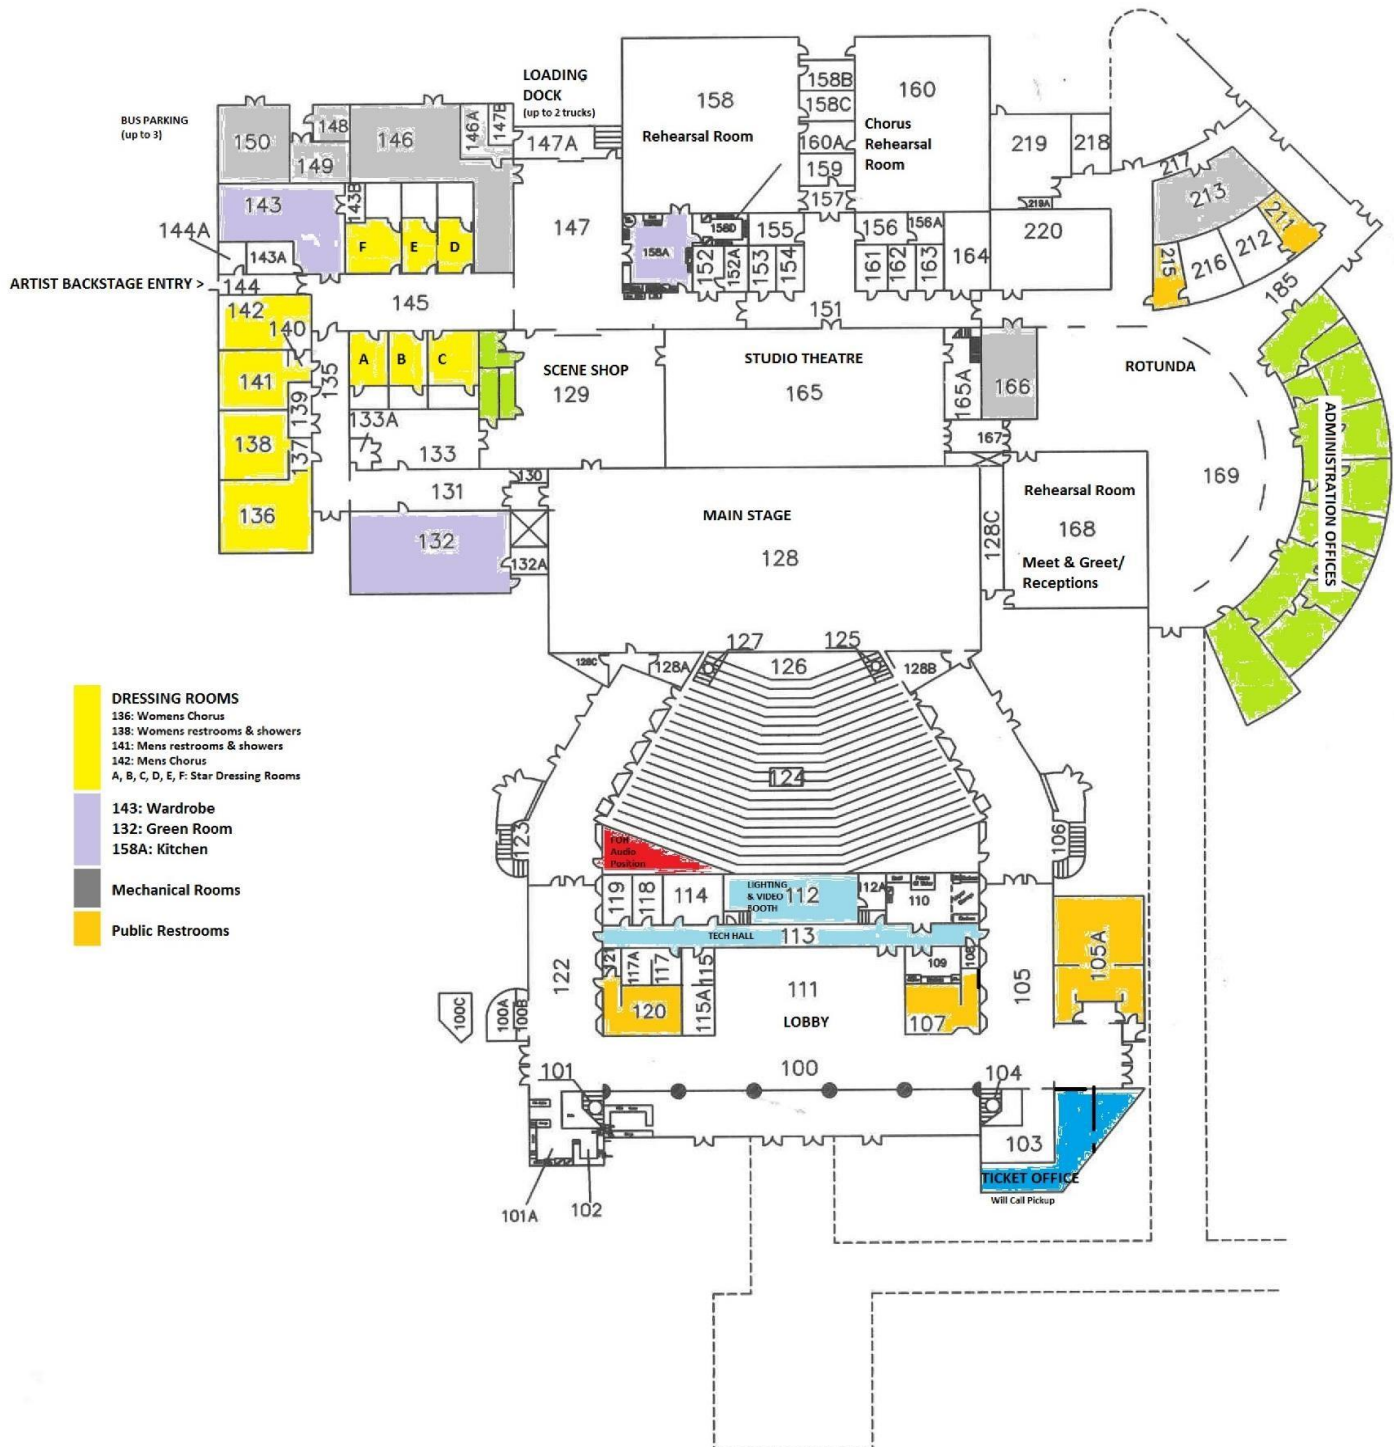 LOADING
DOCK
(up to 2 trucks)
BUS PARKING
(up to 3)
150
148
149
146
146A
147B
147A
158
Rehearsal Room
158B
158C
160A
159
157
160
Chorus
Rehearsal
Room
219
218
217
219A
220
213
211
212
216
215
185
143
143B
144A
143A
F
E
D
147
158A
158D
152
152A
155
153
154
156
156A
161
162
163
164
ARTIST BACKSTAGE ENTRY >
144
145
151
142
140
141
139
138
137
136
135
A
B
C
133A
133
131
130
132
132A
SCENE SHOP
129
STUDIO THEATRE
165
165A
166
167
ROTUNDA
169
ADMINISTRATION OFFICES
MAIN STAGE
128
128C
Rehearsal Room
168
Meet & Greet/
Receptions
127
125
126
128C
128A
128B
124
123
106
DRESSING ROOMS
136: Womens Chorus
138: Womens restrooms & showers
141: Mens restrooms & showers
142: Mens Chorus
A, B, C, D, E, F: Star Dressing Rooms
143: Wardrobe
132: Green Room
158A: Kitchen
Mechanical Rooms
Public Restrooms
FOH
Audio
Position
119
118
114
LIGHTING
& VIDEO
BOOTH
112
112A
110
TECH HALL
113
122
121
117A
117
115
115A
120
111
LOBBY
109
108
107
105
105A
100C
100A
100B
100
101
104
103
101A
102
TICKET OFFICE
Will Call Pickup